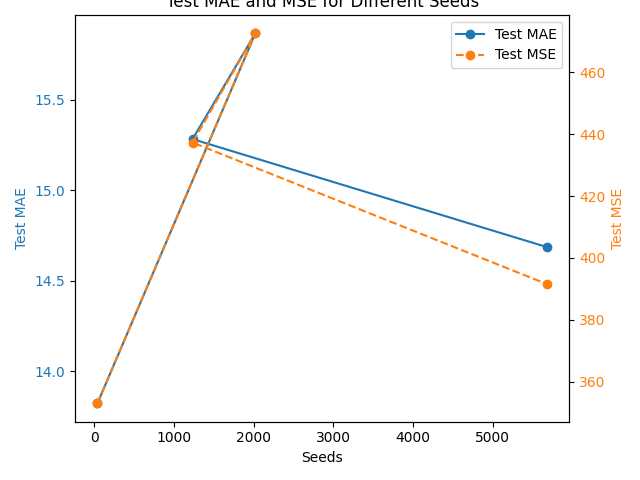 Test MAE and MSE for Different Seeds
Test MAE
Test MSE
15.5
15.0
14.5
14.0
Test MAE
460
440
420
400
380
360
Test MSE
0 1000 2000 3000 4000 5000
Seeds